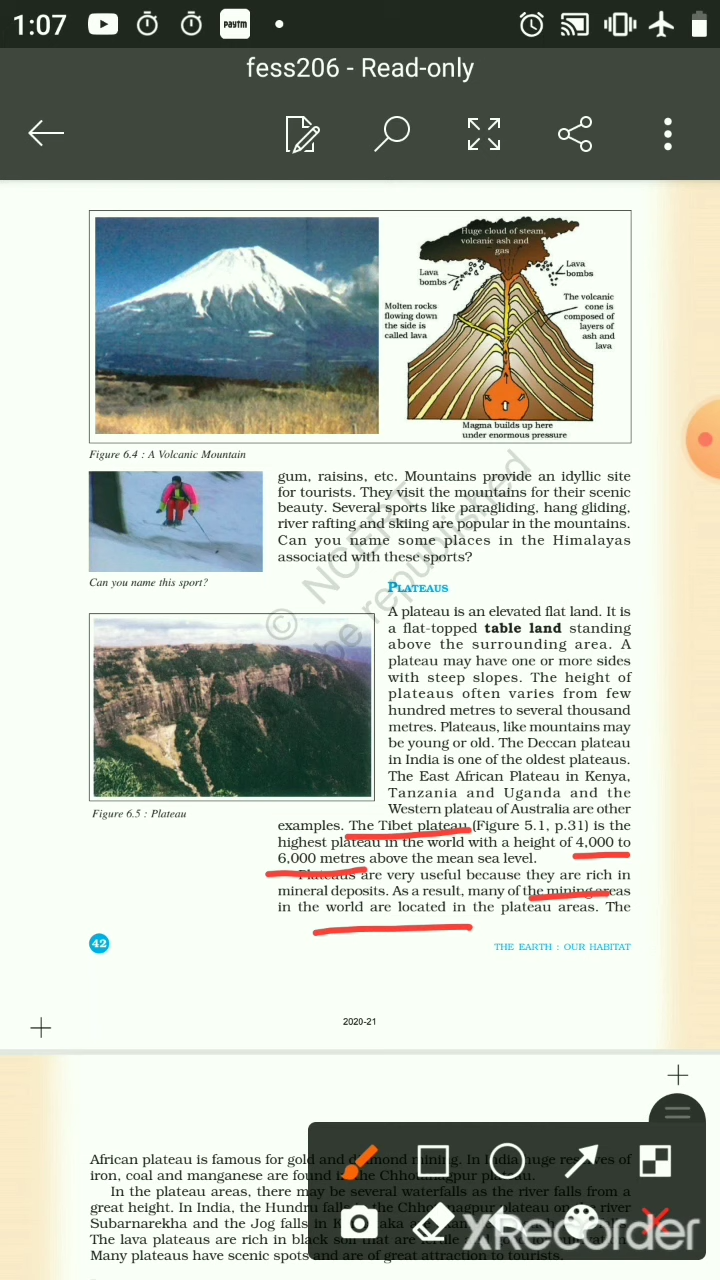 1:07
paytm
fess206 - Read-only
Huge cloud of steam,
volcanic ash and
gas
Lava
bombs
Lava
bombs
Molten rocks
flowing down
the side is
called lava
The volcanic
cone is
composed of
layers of
ash and
lava
Magma builds up here
under enormous pressure
Figure 6.4 : A Volcanic Mountain
gum, raisins, etc. Mountains provide an idyllic site
for tourists. They visit the mountains for their scenic
beauty. Several sports like paragliding, hang gliding,
river rafting and skiing are popular in the mountains.
Can you name some places in the Himalayas
associated with these sports?
Can you name this sport?
© NCERT
be republished
PLATEAUS
A plateau is an elevated flat land. It is
a flat-topped table land standing
above the surrounding area. A
plateau may have one or more sides
with steep slopes. The height of
plateaus often varies from few
hundred metres to several thousand
metres. Plateaus, like mountains may
be young or old. The Deccan plateau
in India is one of the oldest plateaus.
The East African Plateau in Kenya,
Tanzania and Uganda and the
Western plateau of Australia are other
Figure 6.5 : Plateau
examples. The Tibet plateau (Figure 5.1, p.31) is the
highest plateau in the world with a height of 4,000 to
6,000 metres above the mean sea level.
Plateaus are very useful because they are rich in
mineral deposits. As a result, many of the mining areas
in the world are located in the plateau areas. The
42
THE EARTH : OUR HABITAT
2020-21
African plateau is famous for gold and diamond mining. In India huge reserves of
iron, coal and manganese are found in the Chhotanagpur plateau.
In the plateau areas, there may be several waterfalls as the river falls from a
great height. In India, the Hundru falls in the Chhotanagpur plateau on the river
Subarnarekha and the Jog falls in
The lava plateaus are rich in black soil that are fertile and
Many plateaus have scenic spots and are of great attraction to tourists.
XRecorder